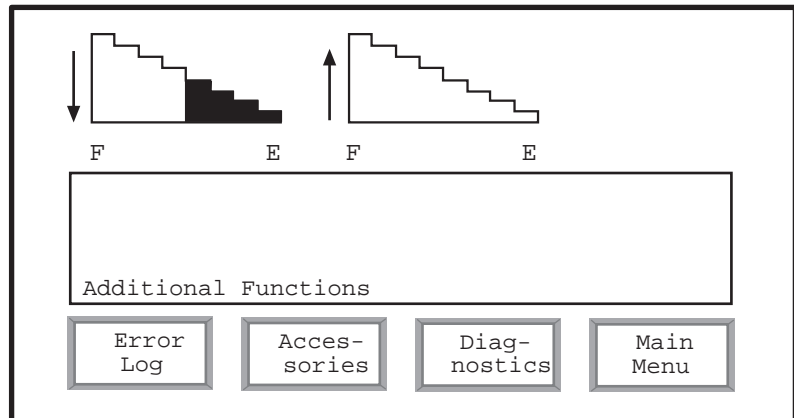 F E F E
Additional Functions
Error
Log
Acces-
sories
Diag-
nostics
Main
Menu